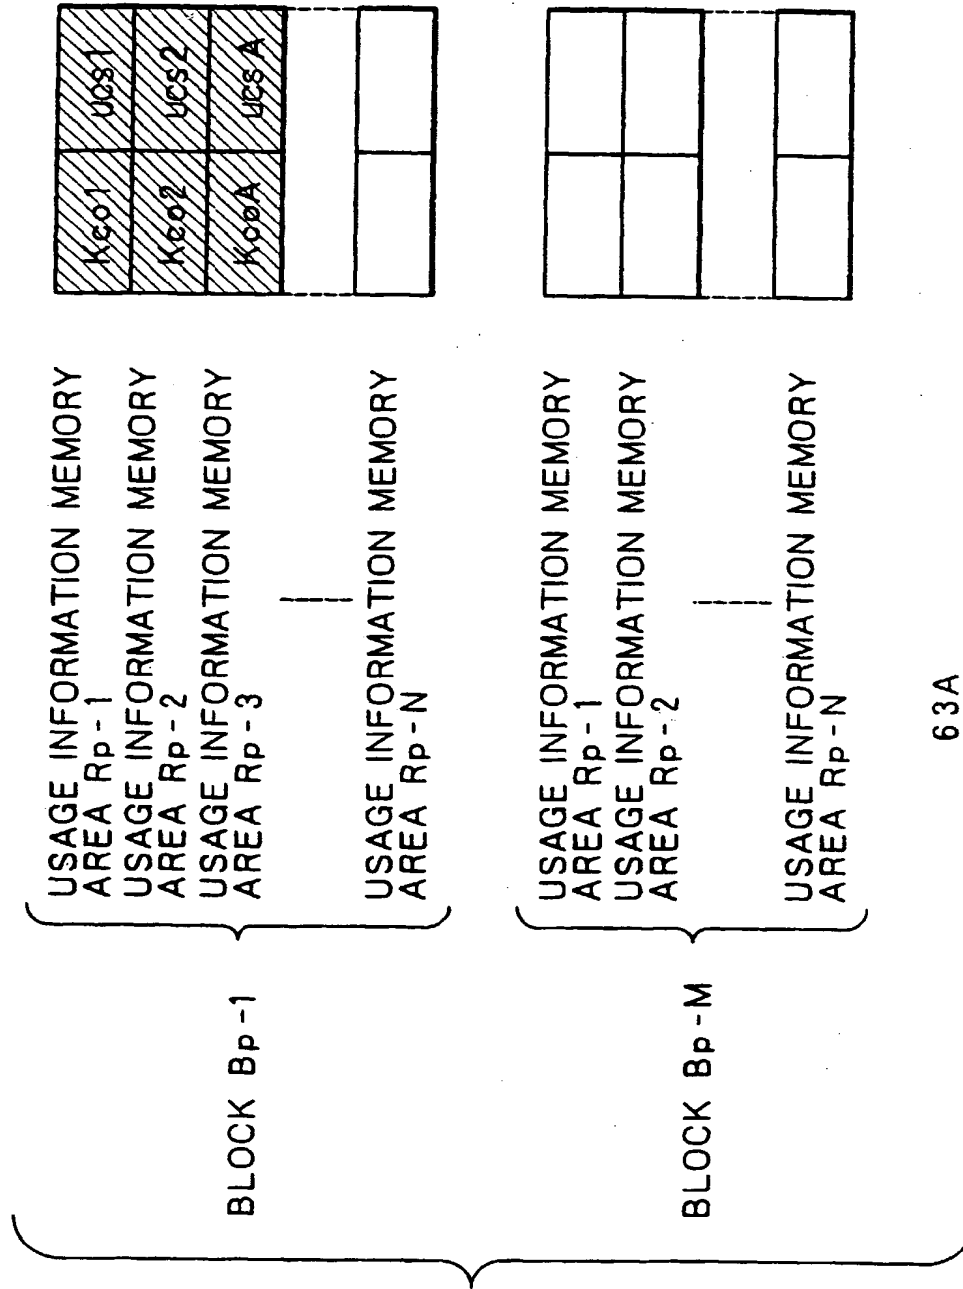 BLOCK Bp-1
USAGE INFORMATION MEMORY
AREA Rp-1
Kco1 ucs1
USAGE INFORMATION MEMORY
AREA Rp-2
Kco2 ucs2
USAGE INFORMATION MEMORY
AREA Rp-3
KcoA ucsA
USAGE INFORMATION MEMORY
AREA Rp-N
BLOCK Bp-M
USAGE INFORMATION MEMORY
AREA Rp-1
USAGE INFORMATION MEMORY
AREA Rp-2
USAGE INFORMATION MEMORY
AREA Rp-N
63A